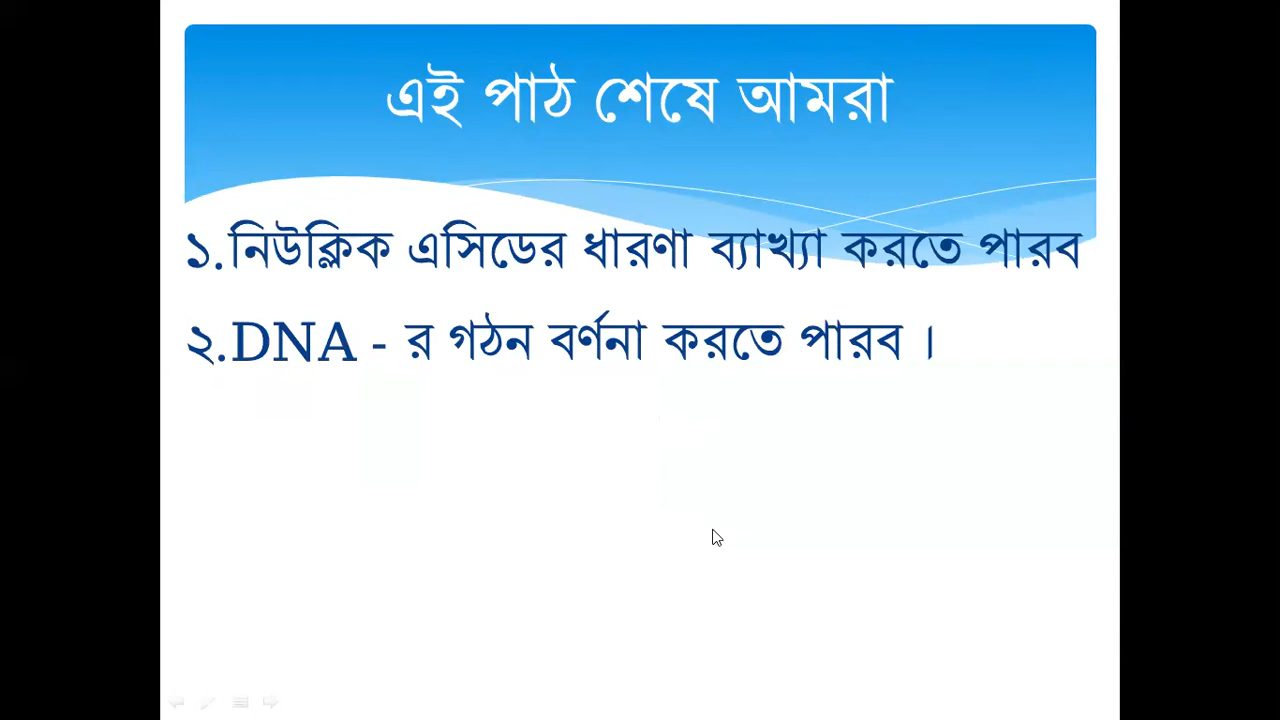 এই পাঠ শেষে আমরা
১.নিউক্লিক এসিডের ধারণা ব্যাখ্যা করতে পারব
২.DNA - র গঠন বর্ণনা করতে পারব ।